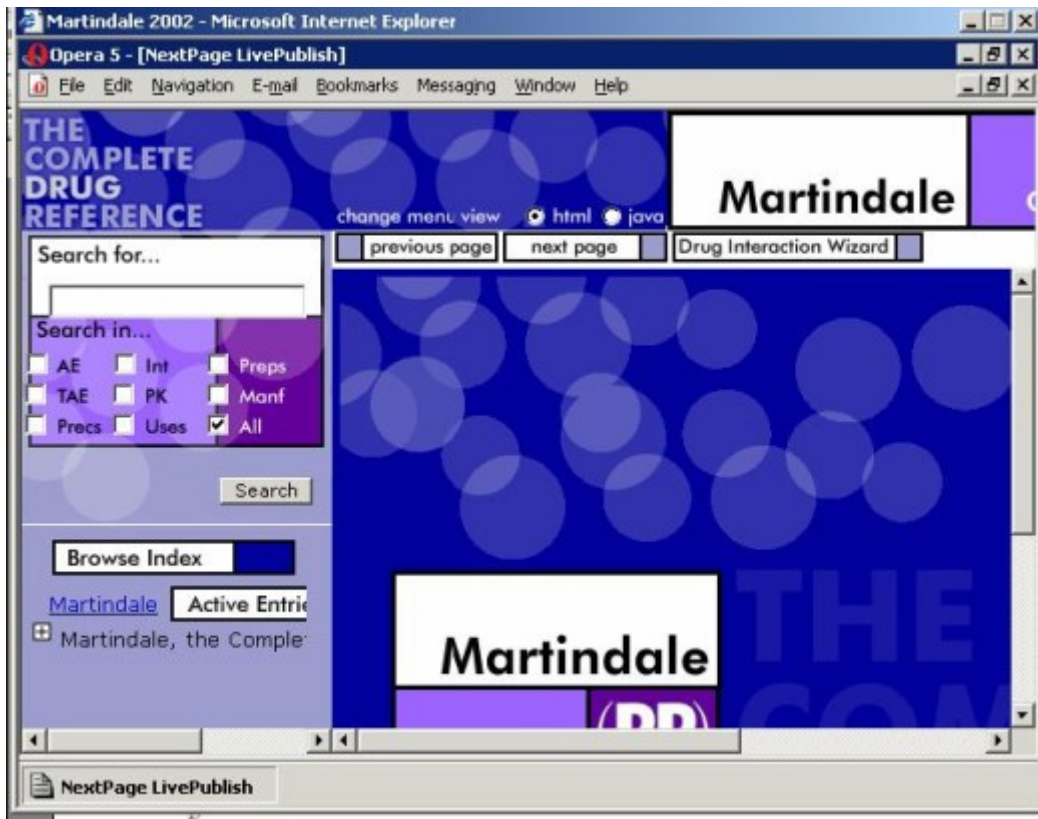 Martindale 2002 - Microsoft Internet Explorer
Opera 5 - [NextPage LivePublish]
File Edit Navigation E-mail Bookmarks Messaging Window Help
THE
COMPLETE
DRUG
REFERENCE
change menu view html java
Martindale
previous page next page Drug Interaction Wizard
Search for...
Search in...
AE Int Preps
TAE PK Manf
Precs Uses All
Search
Browse Index
Martindale Active Entrie
Martindale, the Comple
Martindale
THE
COM
NextPage LivePublish